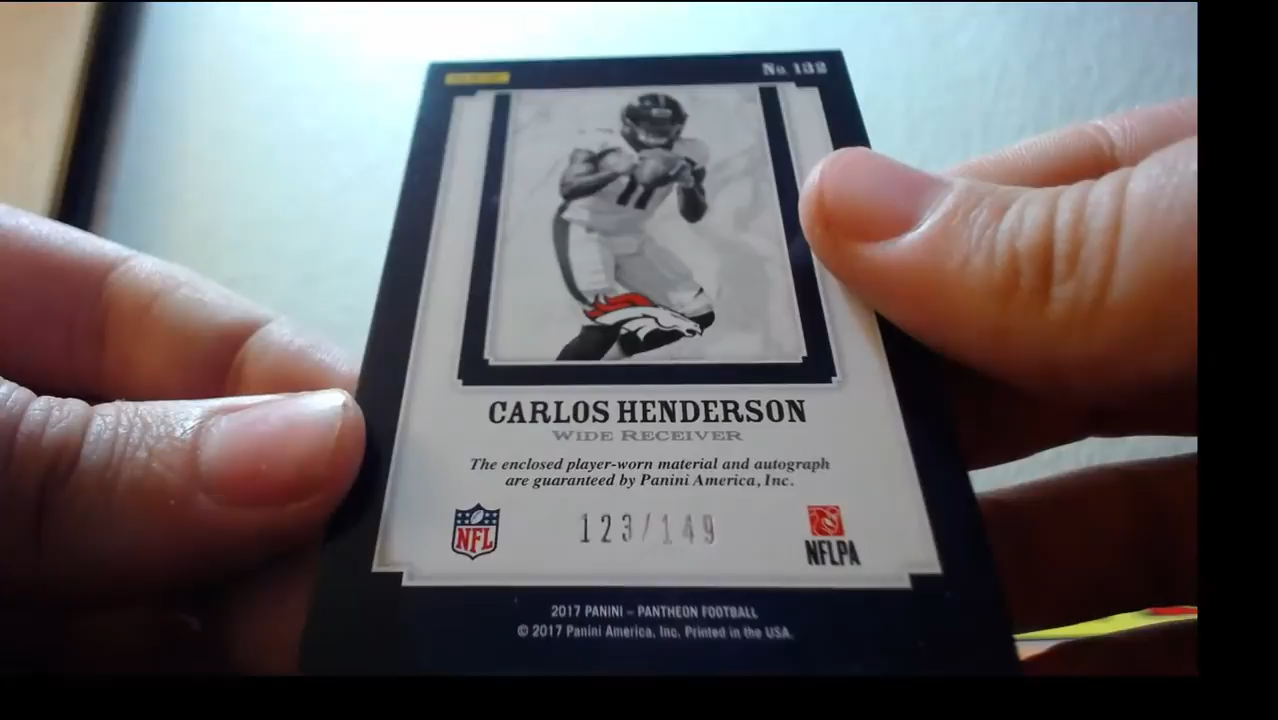 No. 132
11
CARLOS HENDERSON
WIDE RECEIVER
The enclosed player-worn material and autograph
are guaranteed by Panini America, Inc.
NFL
123/149
NFLPA
2017 PANINI – PANTHEON FOOTBALL
© 2017 Panini America, Inc. Printed in the USA.